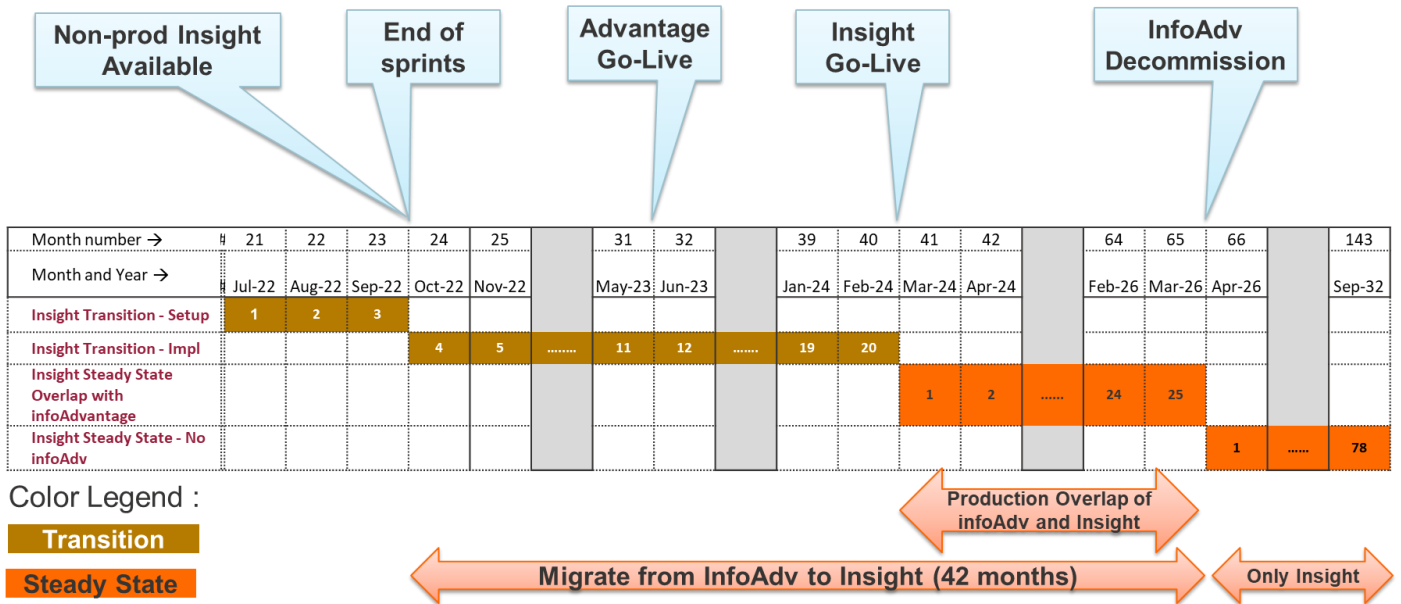 Non-prod Insight
Available
End of
sprints
Advantage
Go-Live
Insight
Go-Live
InfoAdv
Decommission
Month number → 21 22 23 24 25 31 32 39 40 41 42 64 65 66 143
Month and Year → Jul-22 Aug-22 Sep-22 Oct-22 Nov-22 May-23 Jun-23 Jan-24 Feb-24 Mar-24 Apr-24 Feb-26 Mar-26 Apr-26 Sep-32
Insight Transition - Setup 1 2 3
Insight Transition - Impl 4 5 ........ 11 12 ....... 19 20
Insight Steady State
Overlap with
infoAdvantage
1 2 ...... 24 25
Insight Steady State - No
infoAdv
1 ...... 78
Color Legend :
Transition
Steady State
Production Overlap of
infoAdv and Insight
Migrate from InfoAdv to Insight (42 months)
Only Insight